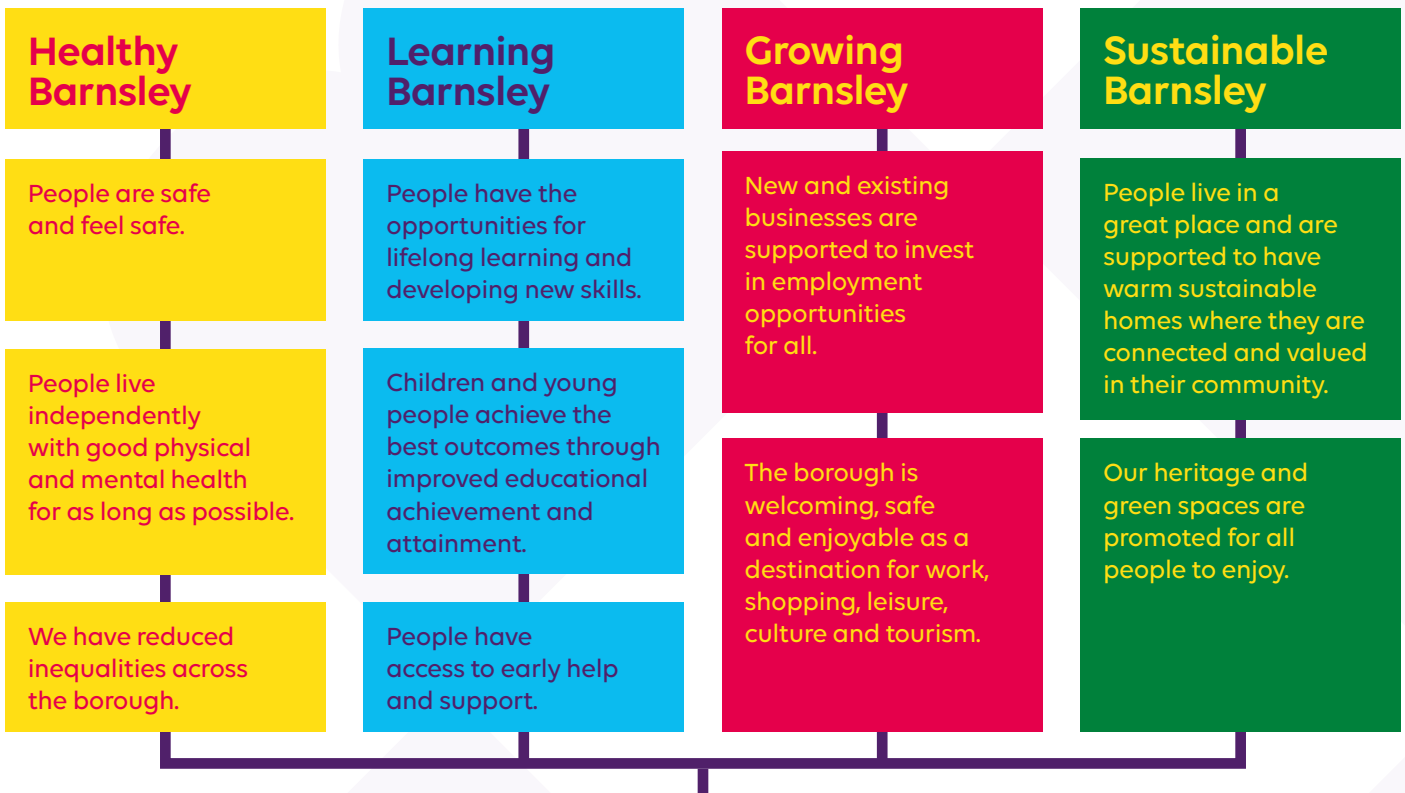 Healthy
Barnsley
People are safe
and feel safe.
People live
independently
with good physical
and mental health
for as long as possible.
We have reduced
inequalities across
the borough.
Learning
Barnsley
People have the
opportunities for
lifelong learning and
developing new skills.
Children and young
people achieve the
best outcomes through
improved educational
achievement and
attainment.
People have
access to early help
and support.
Growing
Barnsley
New and existing
businesses are
supported to invest
in employment
opportunities
for all.
The borough is
welcoming, safe
and enjoyable as a
destination for work,
shopping, leisure,
culture and tourism.
Sustainable
Barnsley
People live in a
great place and are
supported to have
warm sustainable
homes where they are
connected and valued
in their community.
Our heritage and
green spaces are
promoted for all
people to enjoy.